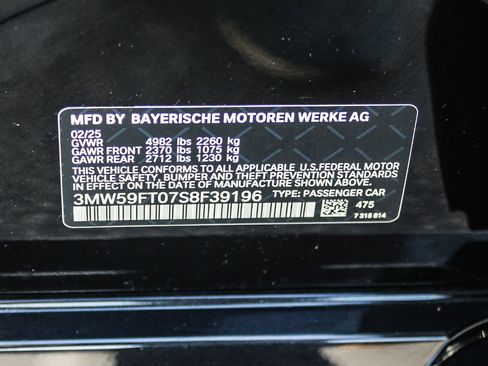 MFD BY BAYERISCHE MOTOREN WERKE AG
02/25
GVWR 4982 lbs 2260 kg
GAWR FRONT 2370 lbs 1075 kg
GAWR REAR 2712 lbs 1230 kg
THIS VEHICLE CONFORMS TO ALL APPLICABLE U.S. FEDERAL MOTOR
VEHICLE SAFETY, BUMPER AND THEFT PREVENTION STANDARDS
IN EFFECT ON THE DATE OF MANUFACTURE SHOWN ABOVE.
3MW59FT07S8F39196 TYPE: PASSENGER CAR
475
7 315 814